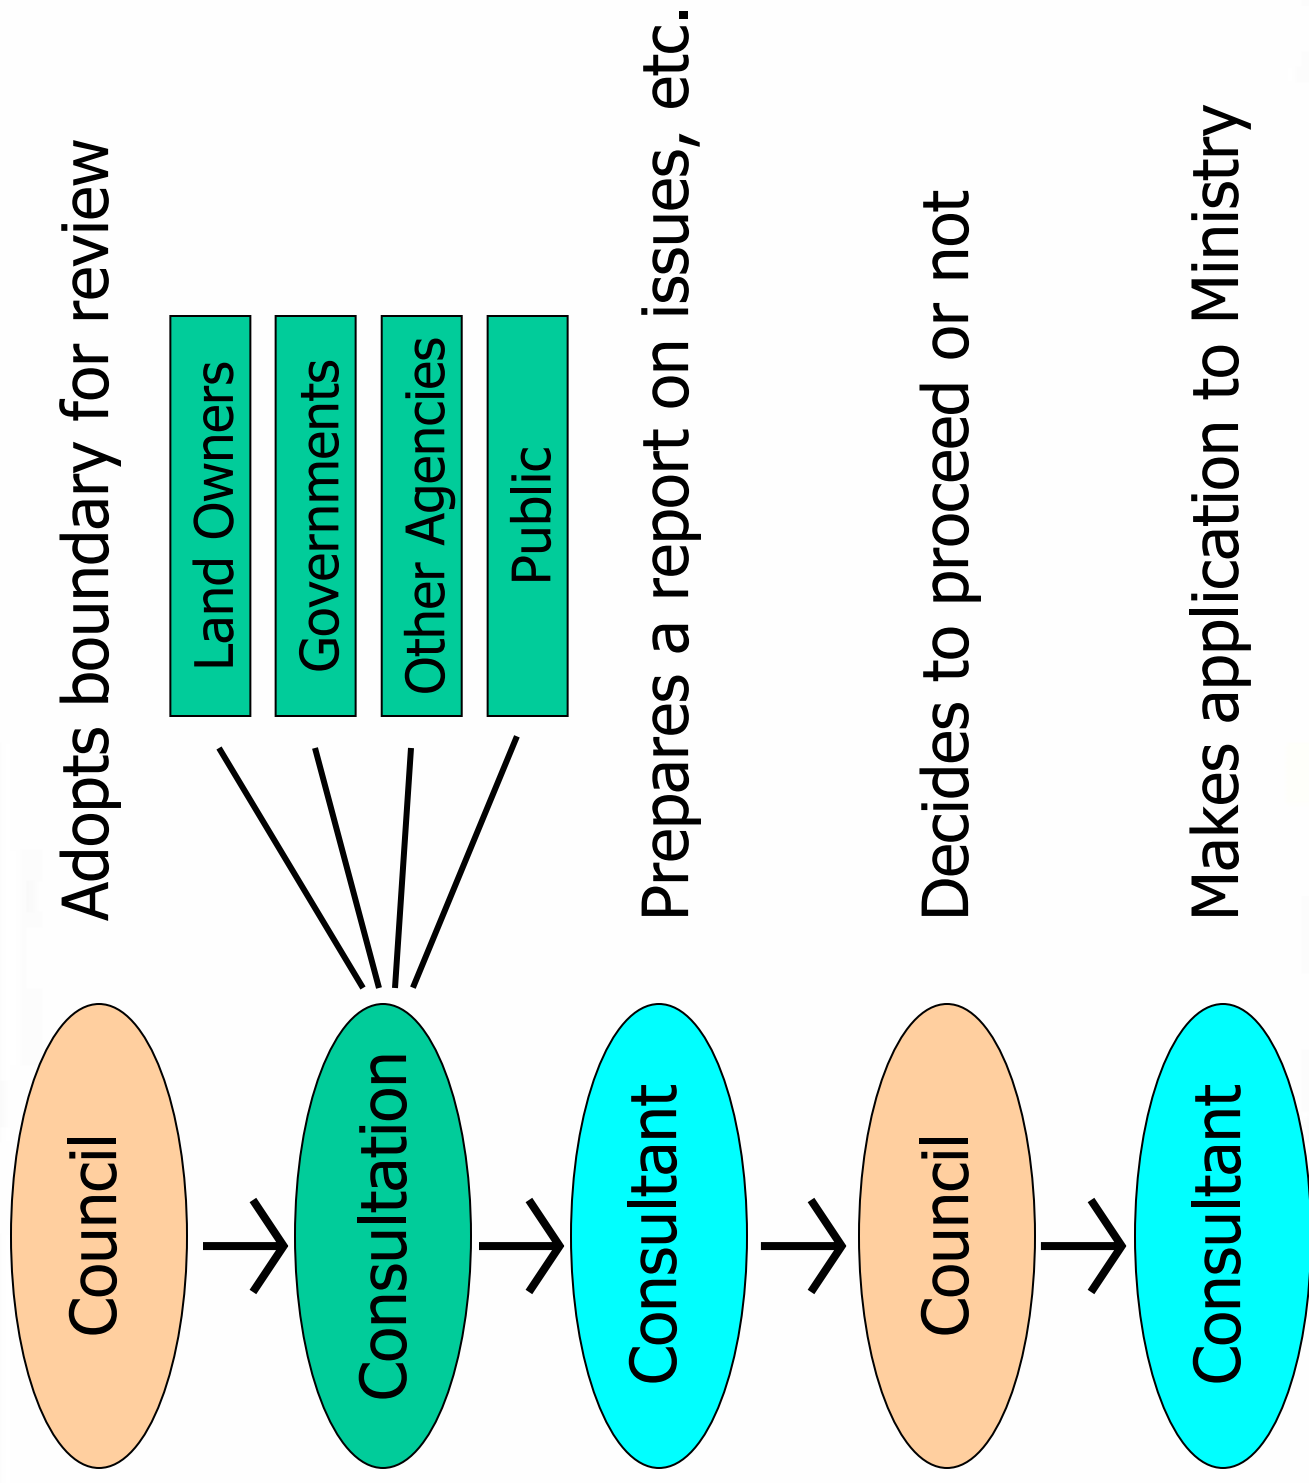 Council
Adopts boundary for review
Consultation
Land Owners
Governments
Other Agencies
Public
Consultant
Prepares a report on issues, etc.
Council
Decides to proceed or not
Consultant
Makes application to Ministry